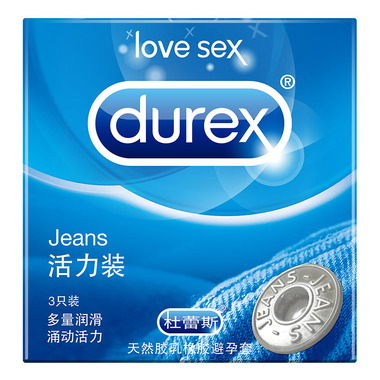 love sex
durex®
Jeans
活力装
3只装
多量润滑
涌动活力
杜蕾斯
天然胶乳橡胶避孕套
JEANS-JEANS-